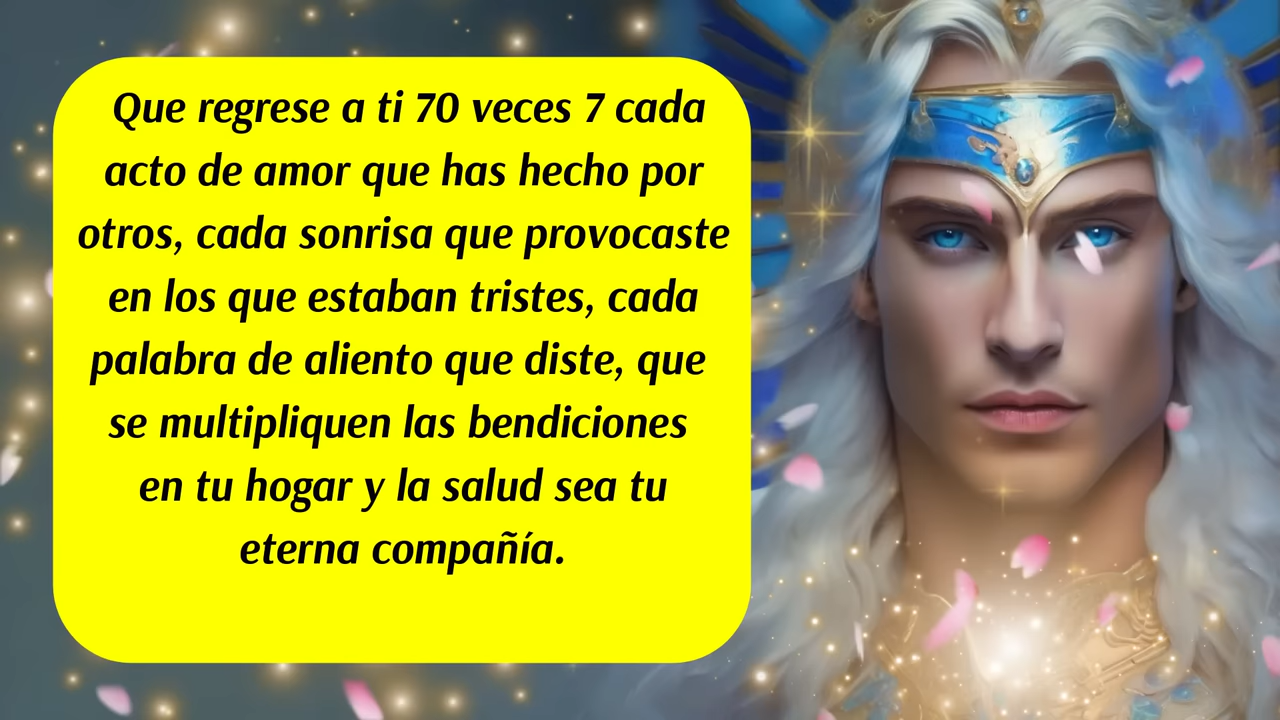 Que regrese a ti 70 veces 7 cada
acto de amor que has hecho por
otros, cada sonrisa que provocaste
en los que estaban tristes, cada
palabra de aliento que diste, que
se multipliquen las bendiciones
en tu hogar y la salud sea tu
eterna compañía.